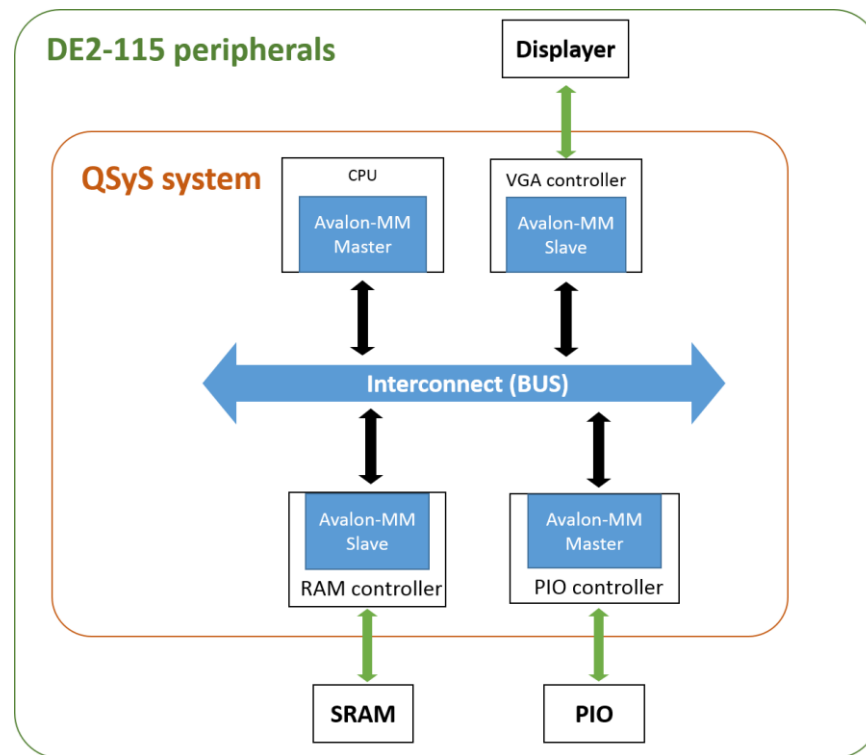 DE2-115 peripherals
Displayer
QSyS system
CPU
Avalon-MM
Master
VGA controller
Avalon-MM
Slave
Interconnect (BUS)
Avalon-MM
Slave
RAM controller
Avalon-MM
Master
PIO controller
SRAM
PIO